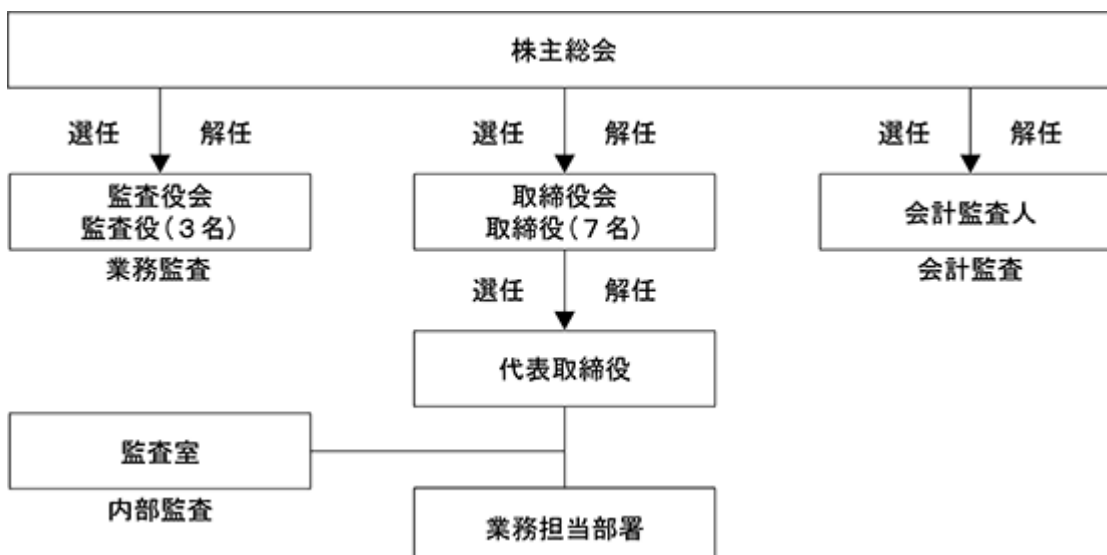 株主総会
選任 解任 選任 解任 選任 解任
監査役会
監査役(3名)
業務監査
取締役会
取締役(7名)
会計監査人
会計監査
選任 解任
代表取締役
監査室
内部監査
業務担当部署